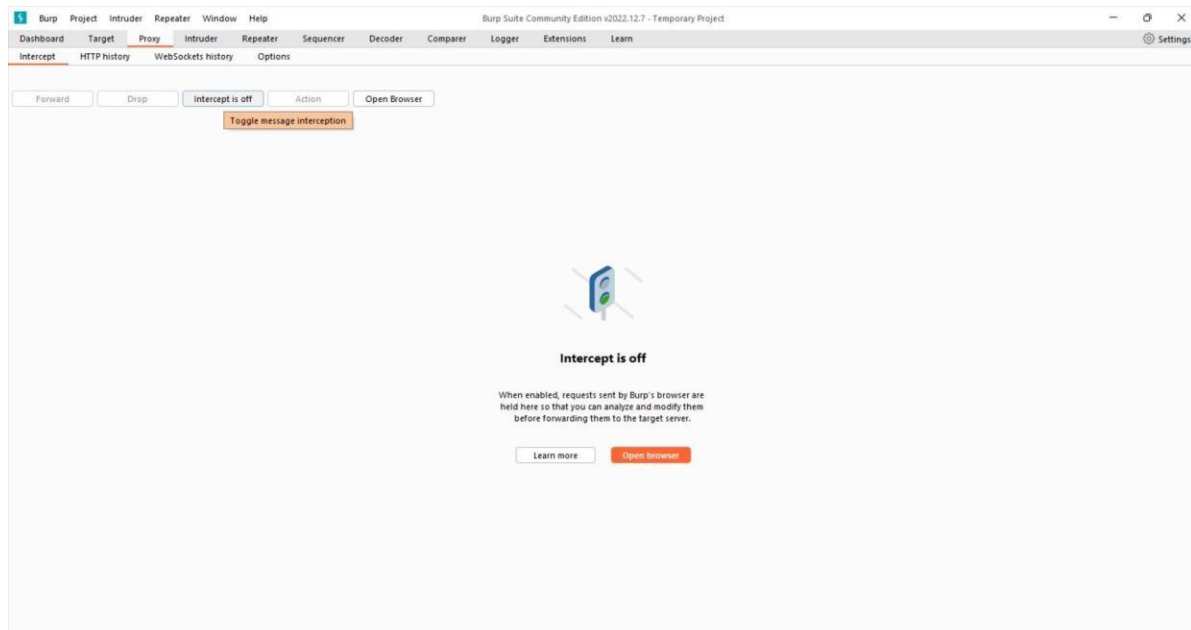 Burp Project Intruder Repeater Window Help Burp Suite Community Edition v2022.12.7 - Temporary Project
Dashboard Target Proxy Intruder Repeater Sequencer Decoder Comparer Logger Extensions Learn Settings
Intercept HTTP history WebSockets history Options
Forward Drop Intercept is off Action Open Browser
Toggle message interception
Intercept is off
When enabled, requests sent by Burp's browser are
held here so that you can analyze and modify them
before forwarding them to the target server.
Learn more Open browser